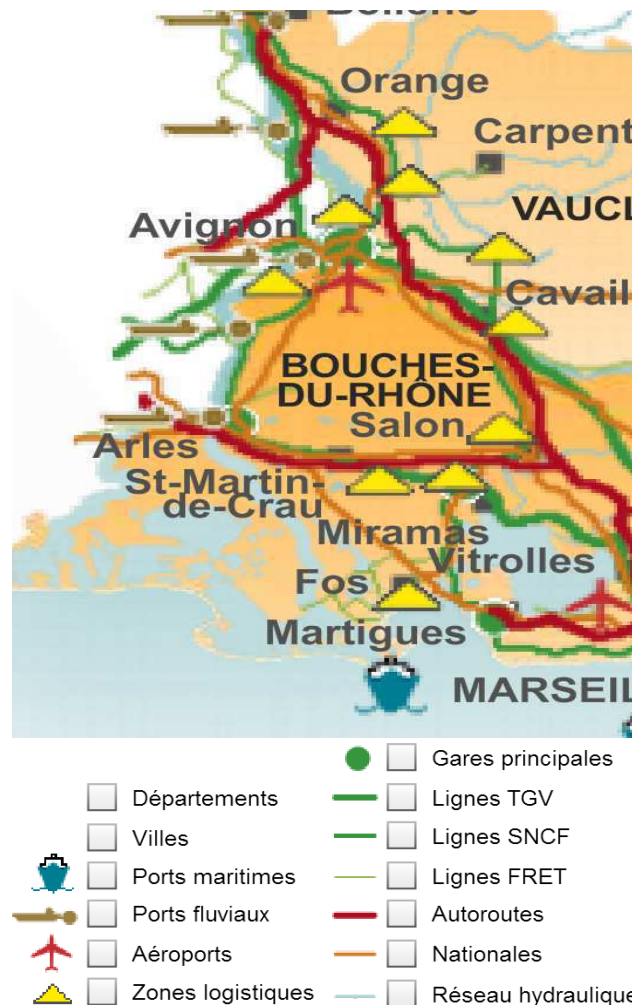 Bollène
Orange
Carpent
VAUCL
Avignon
Cavail
BOUCHES-
DU-RHÔNE
Salon
Arles
St-Martin-
de-Crau
Miramas
Vitrolles
Fos
Martigues
MARSEIL
Gares principales
Départements
Lignes TGV
Villes
Lignes SNCF
Ports maritimes
Lignes FRET
Ports fluviaux
Autoroutes
Aéroports
Nationales
Zones logistiques
Réseau hydraulique